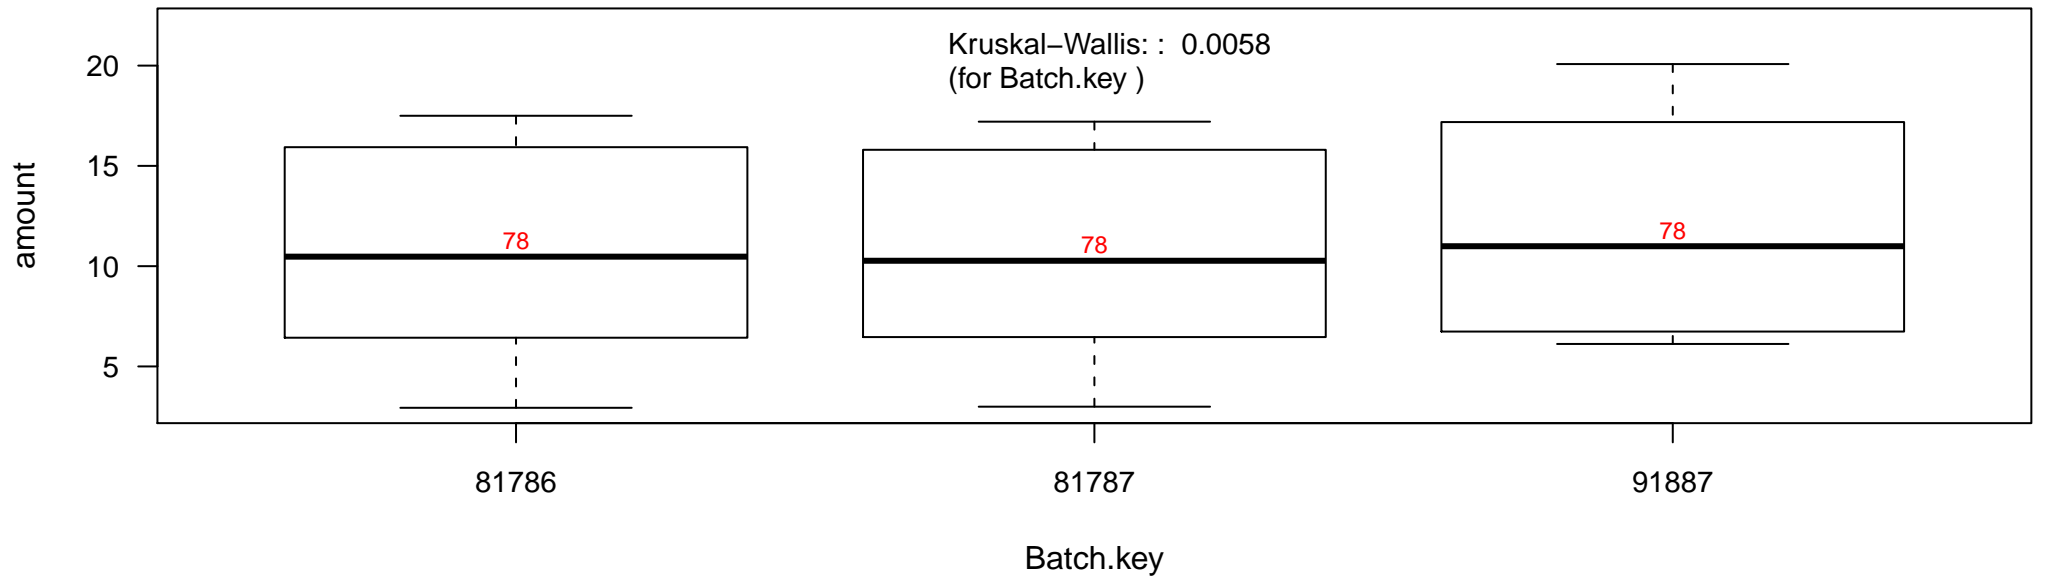 Kruskal−Wallis: :  0.0058
(for Batch.key )
20
15
10
5
amount
78
78
78
81786
81787
91887
Batch.key